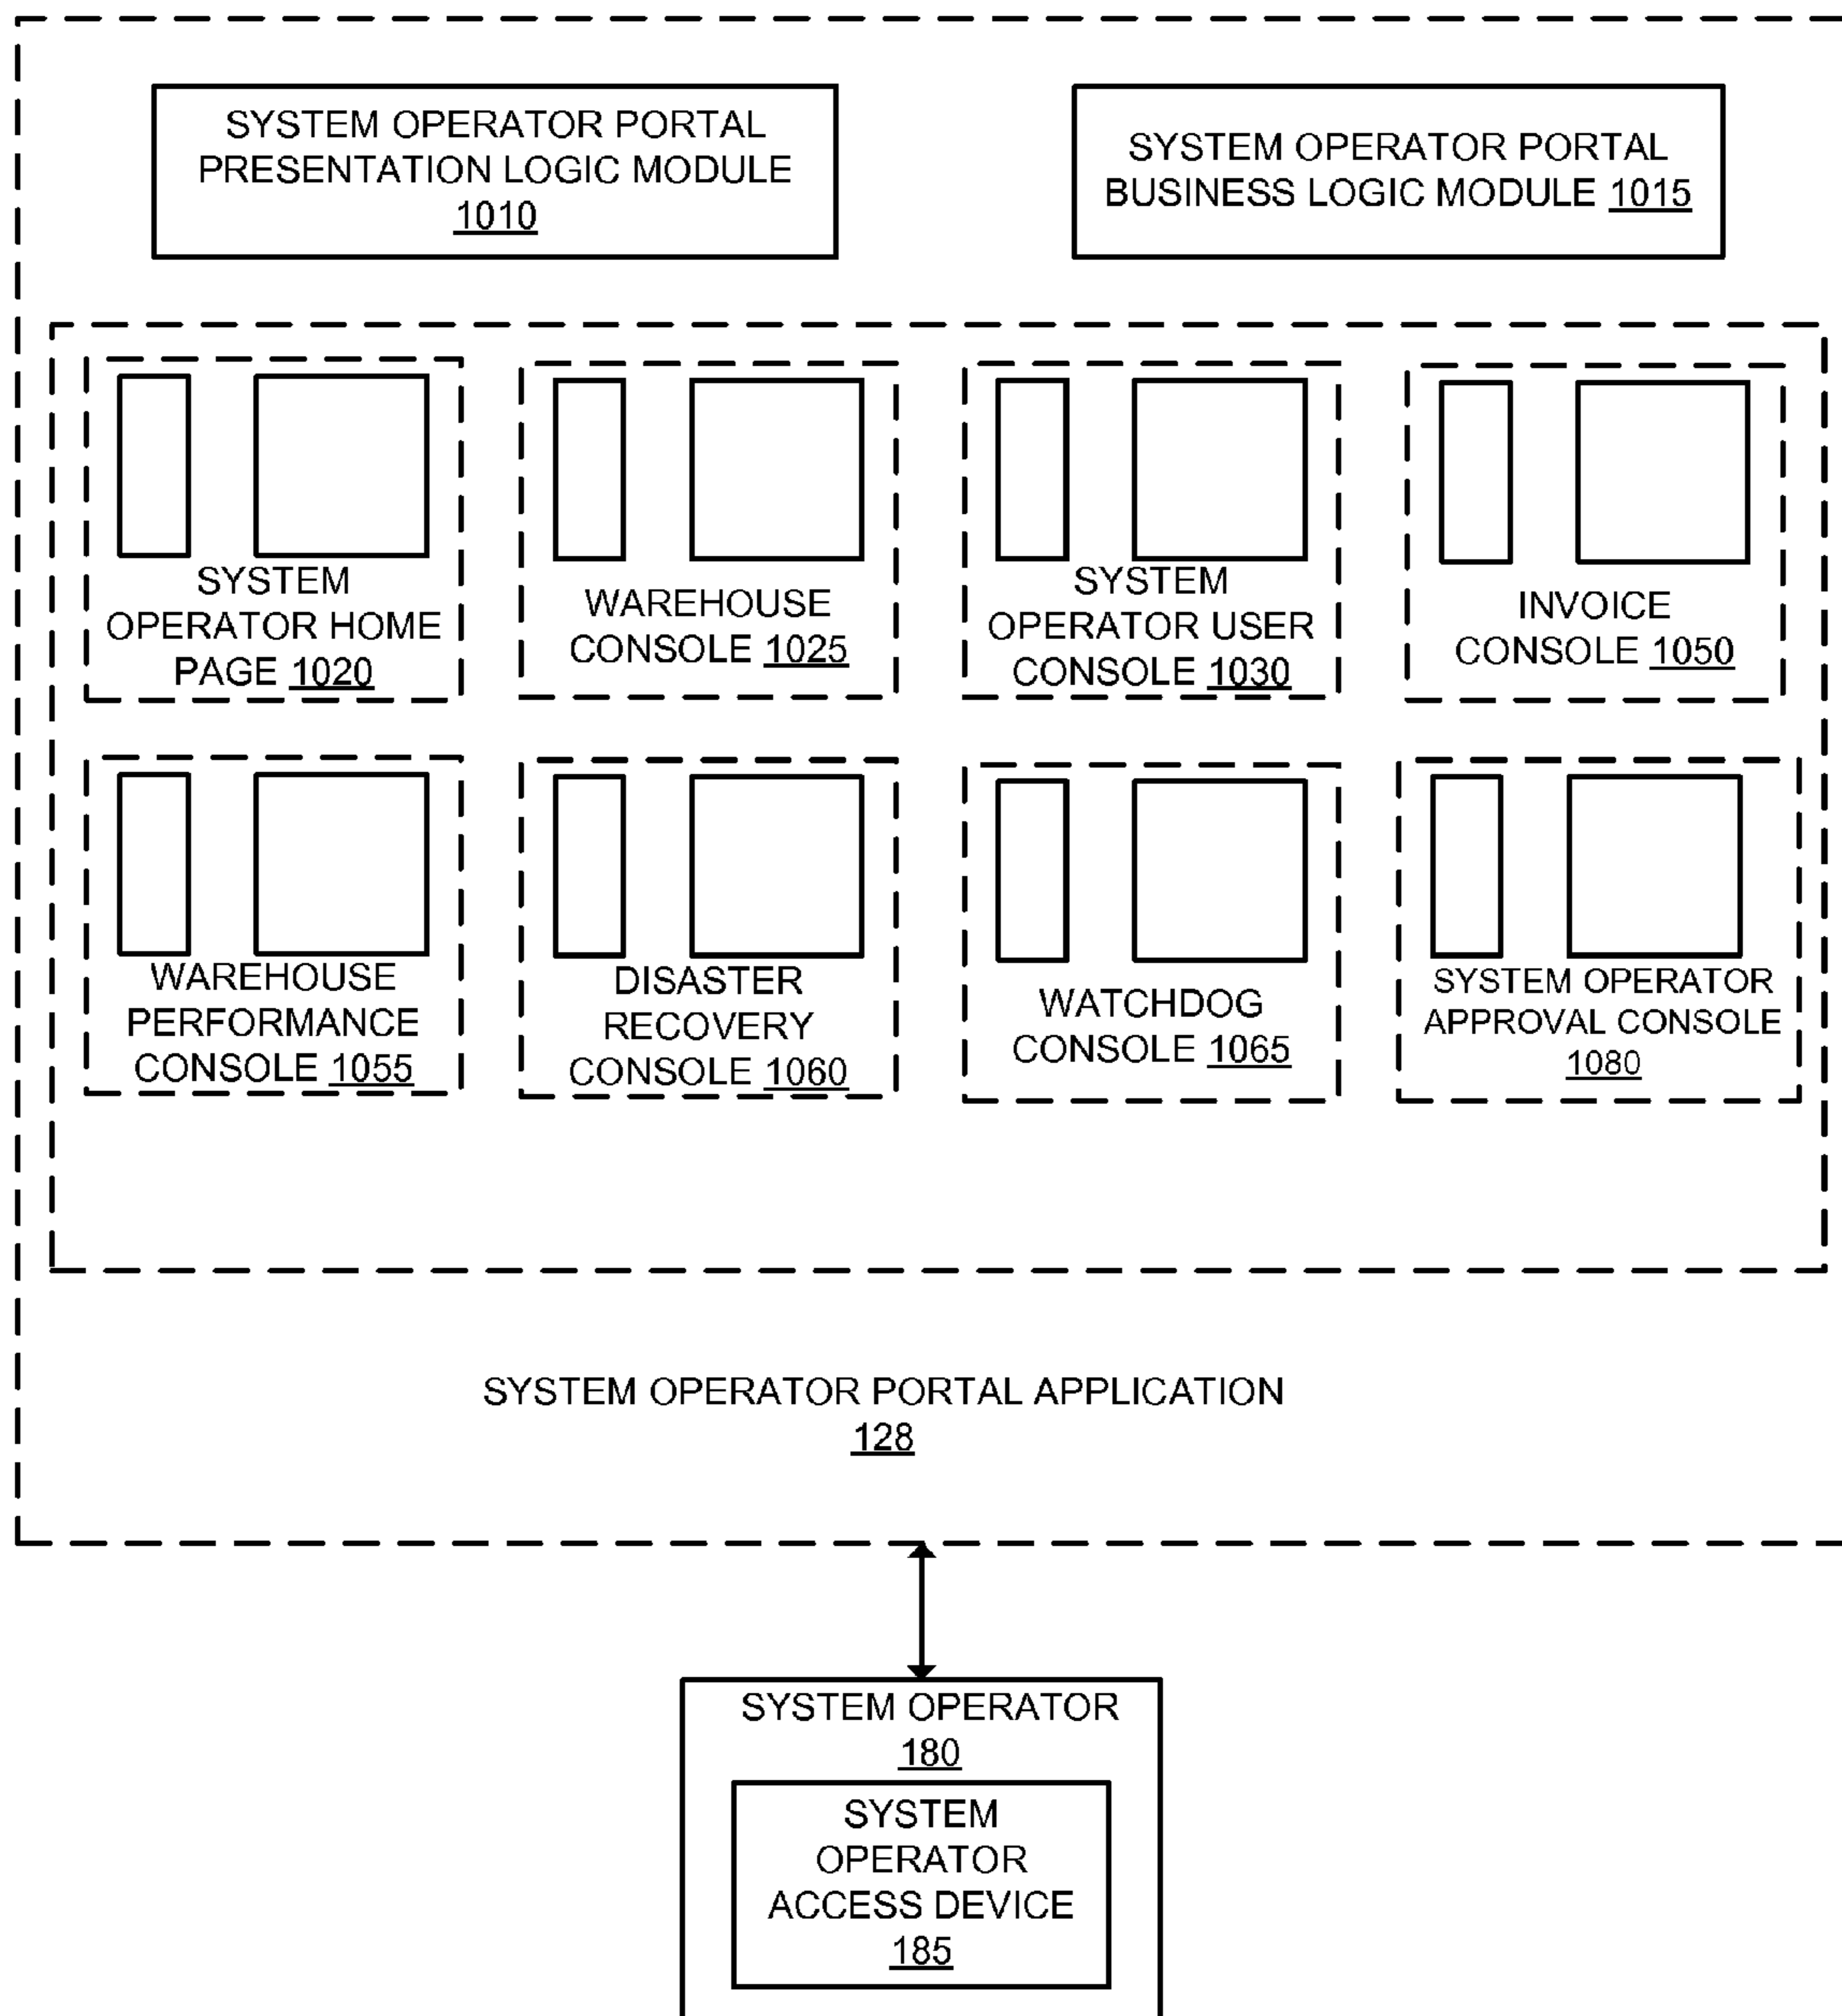 SYSTEM OPERATOR PORTAL
PRESENTATION LOGIC MODULE
1010
SYSTEM OPERATOR PORTAL
BUSINESS LOGIC MODULE 1015
SYSTEM
OPERATOR HOME
PAGE 1020
WAREHOUSE
CONSOLE 1025
SYSTEM
OPERATOR USER
CONSOLE 1030
INVOICE
CONSOLE 1050
WAREHOUSE
PERFORMANCE
CONSOLE 1055
DISASTER
RECOVERY
CONSOLE 1060
WATCHDOG
CONSOLE 1065
SYSTEM OPERATOR
APPROVAL CONSOLE
1080
SYSTEM OPERATOR PORTAL APPLICATION
128
SYSTEM OPERATOR
180
SYSTEM
OPERATOR
ACCESS DEVICE
185